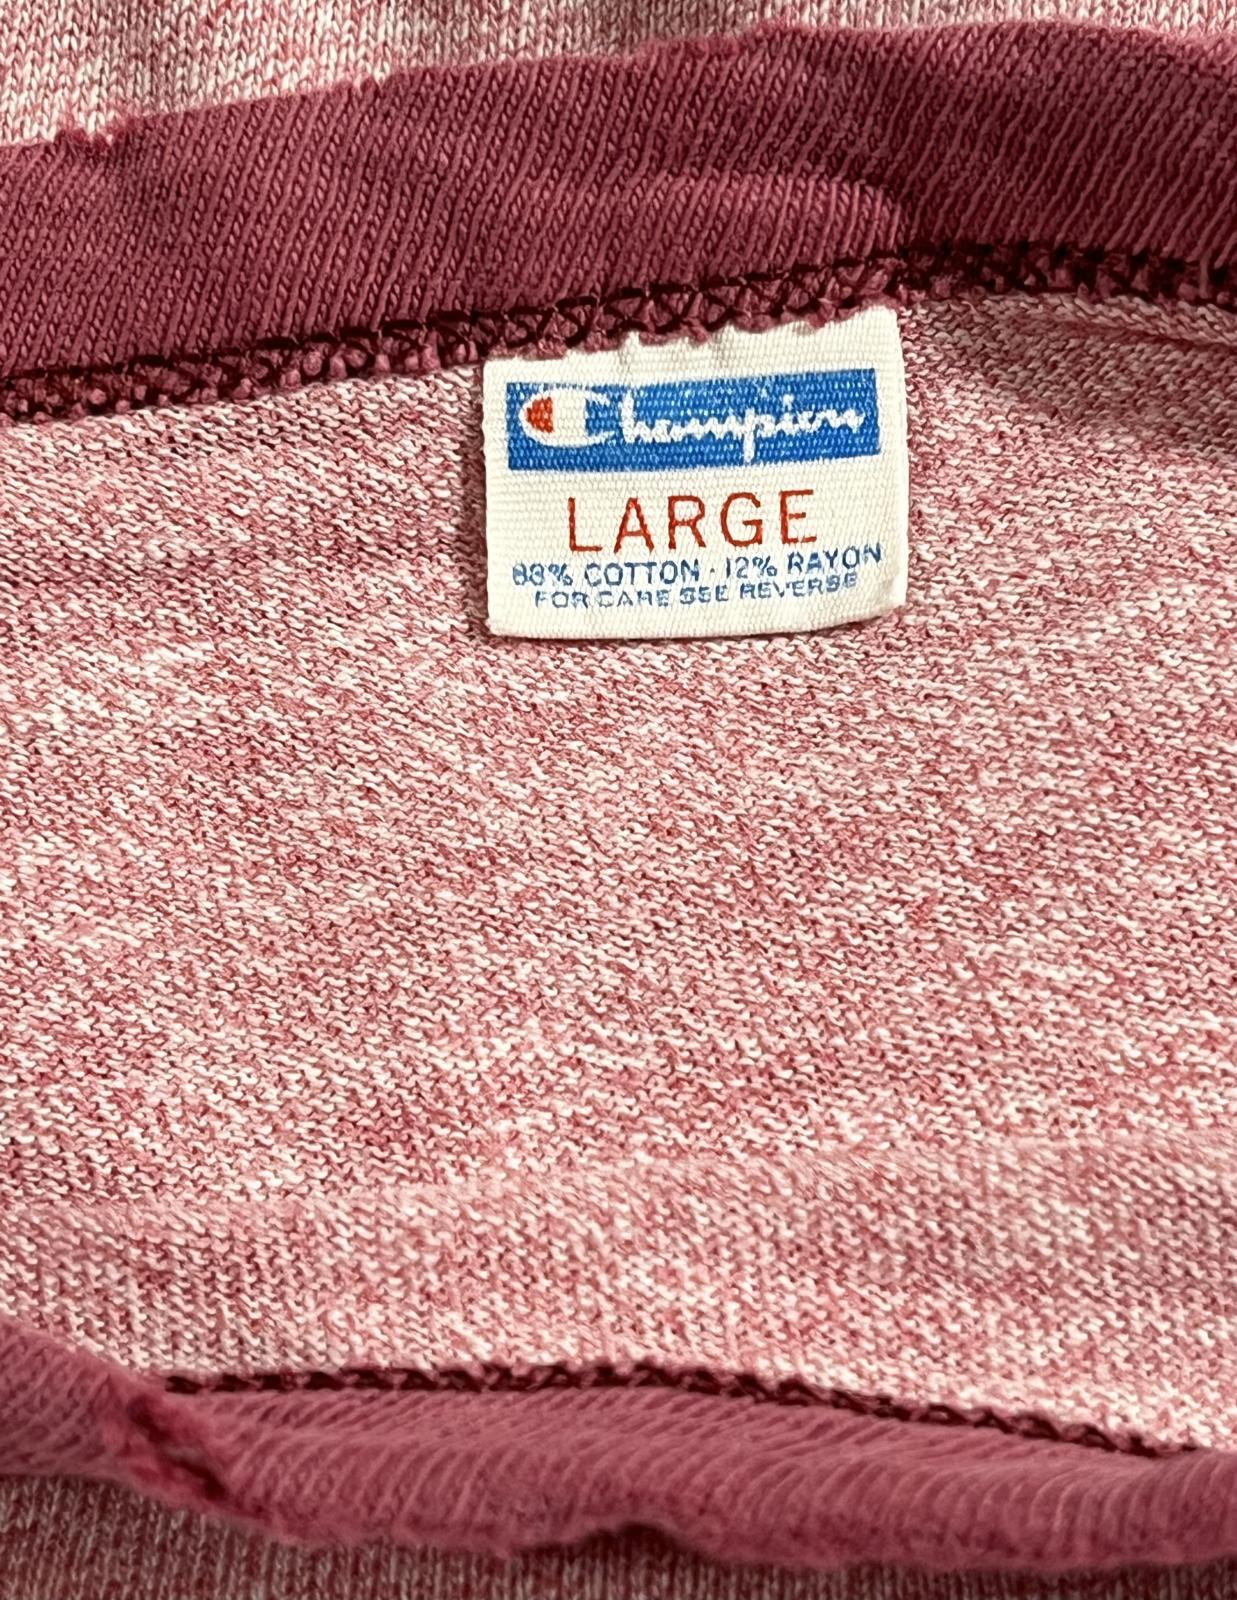 Champion
LARGE
88% COTTON · 12% RAYON
FOR CARE SEE REVERSE